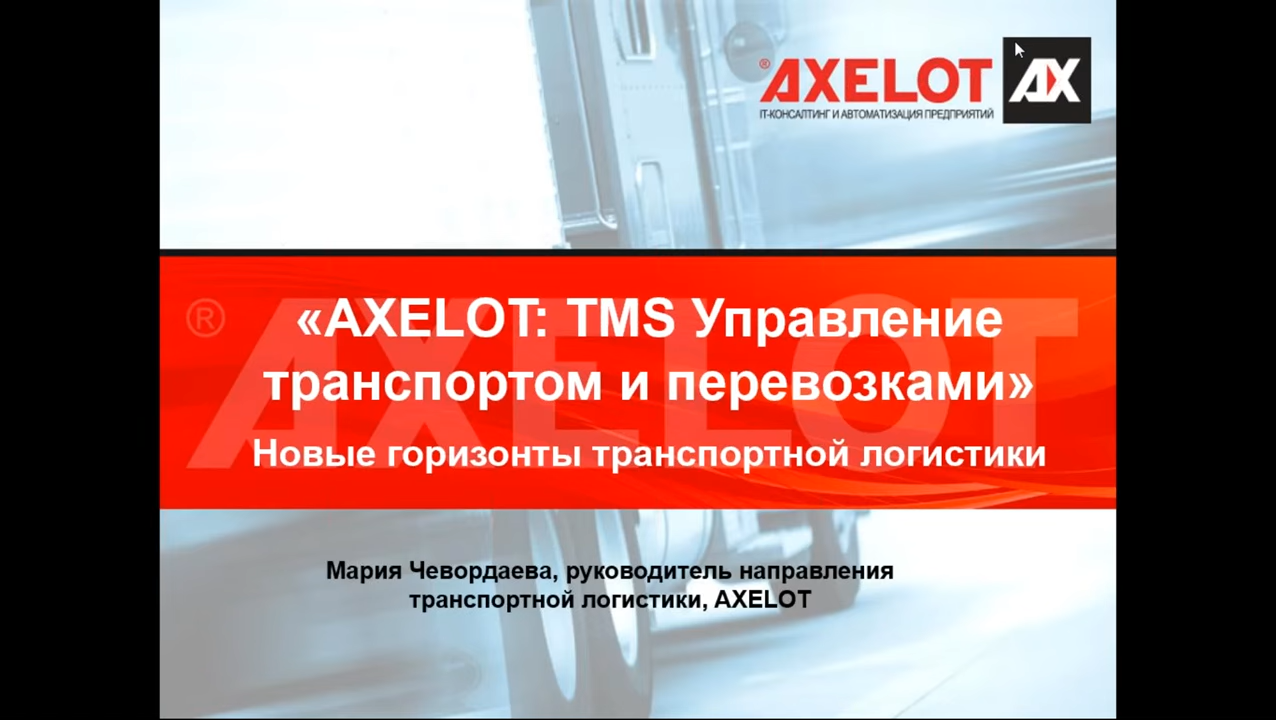 ® AXELOT AX
IT-КОНСАЛТИНГ И АВТОМАТИЗАЦИЯ ПРЕДПРИЯТИЙ
® AXELOT
«AXELOT: TMS Управление
транспортом и перевозками»
Новые горизонты транспортной логистики
Мария Чевордаева, руководитель направления
транспортной логистики, AXELOT